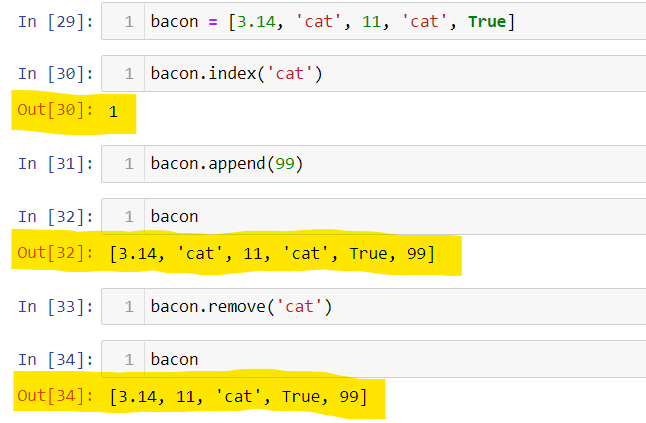 In [29]: 1 bacon = [3.14, 'cat', 11, 'cat', True]
In [30]: 1 bacon.index('cat')
Out[30]: 1
In [31]: 1 bacon.append(99)
In [32]: 1 bacon
Out[32]: [3.14, 'cat', 11, 'cat', True, 99]
In [33]: 1 bacon.remove('cat')
In [34]: 1 bacon
Out[34]: [3.14, 11, 'cat', True, 99]